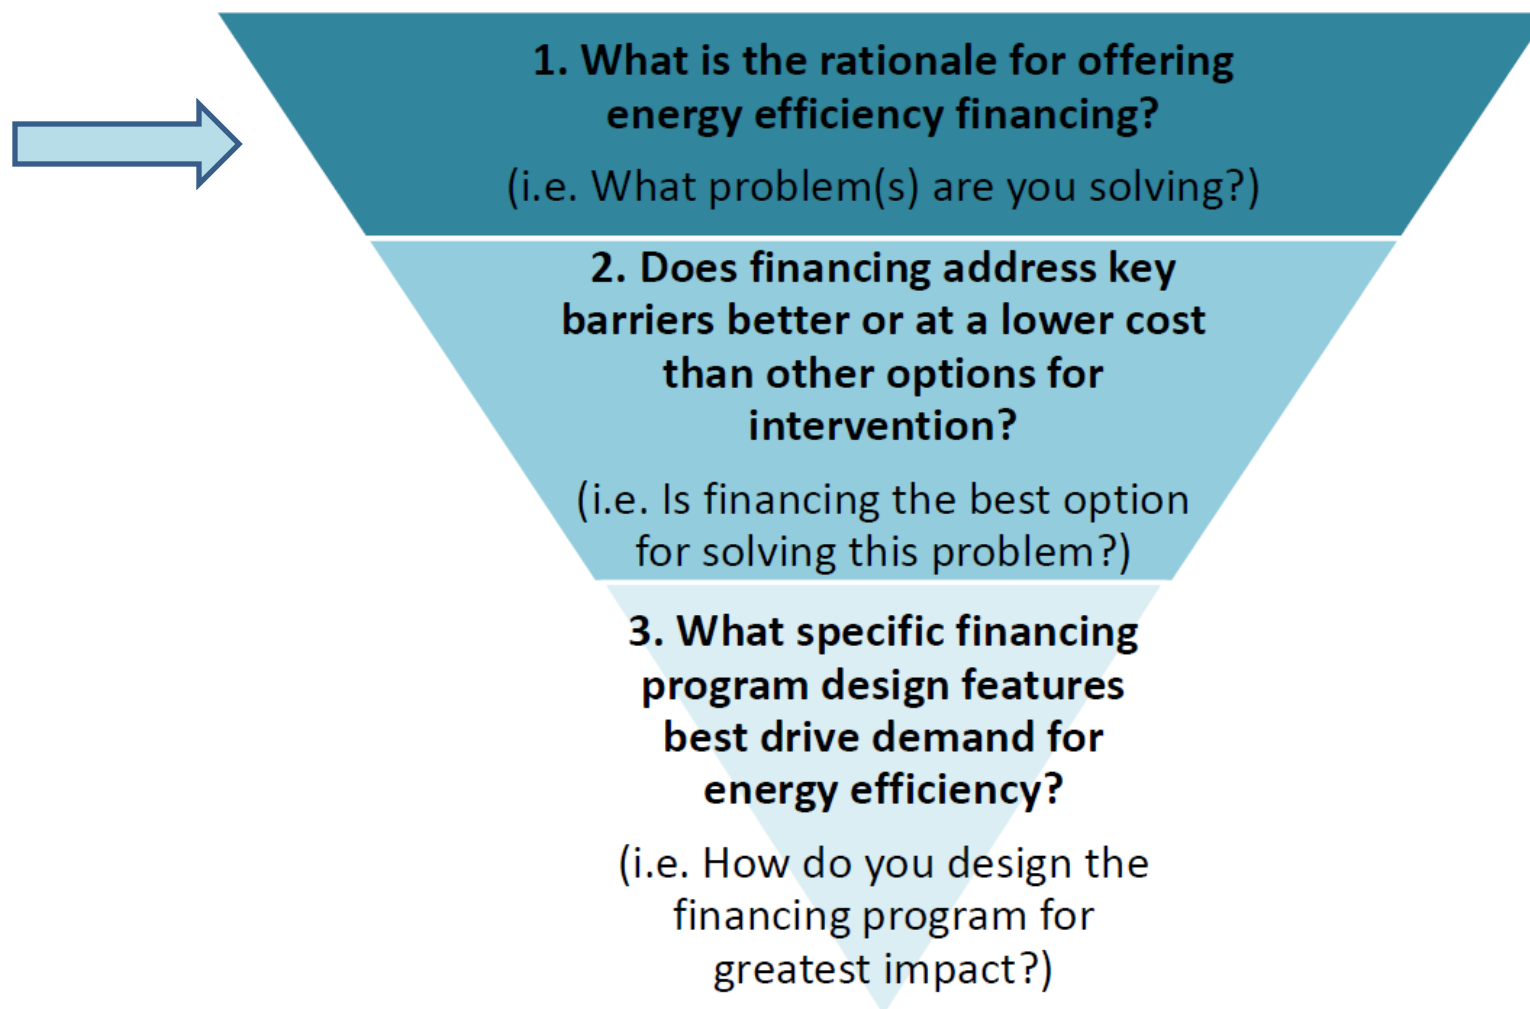 1. What is the rationale for offering
energy efficiency financing?
(i.e. What problem(s) are you solving?)
2. Does financing address key
barriers better or at a lower cost
than other options for
intervention?
(i.e. Is financing the best option
for solving this problem?)
3. What specific financing
program design features
best drive demand for
energy efficiency?
(i.e. How do you design the
financing program for
greatest impact?)